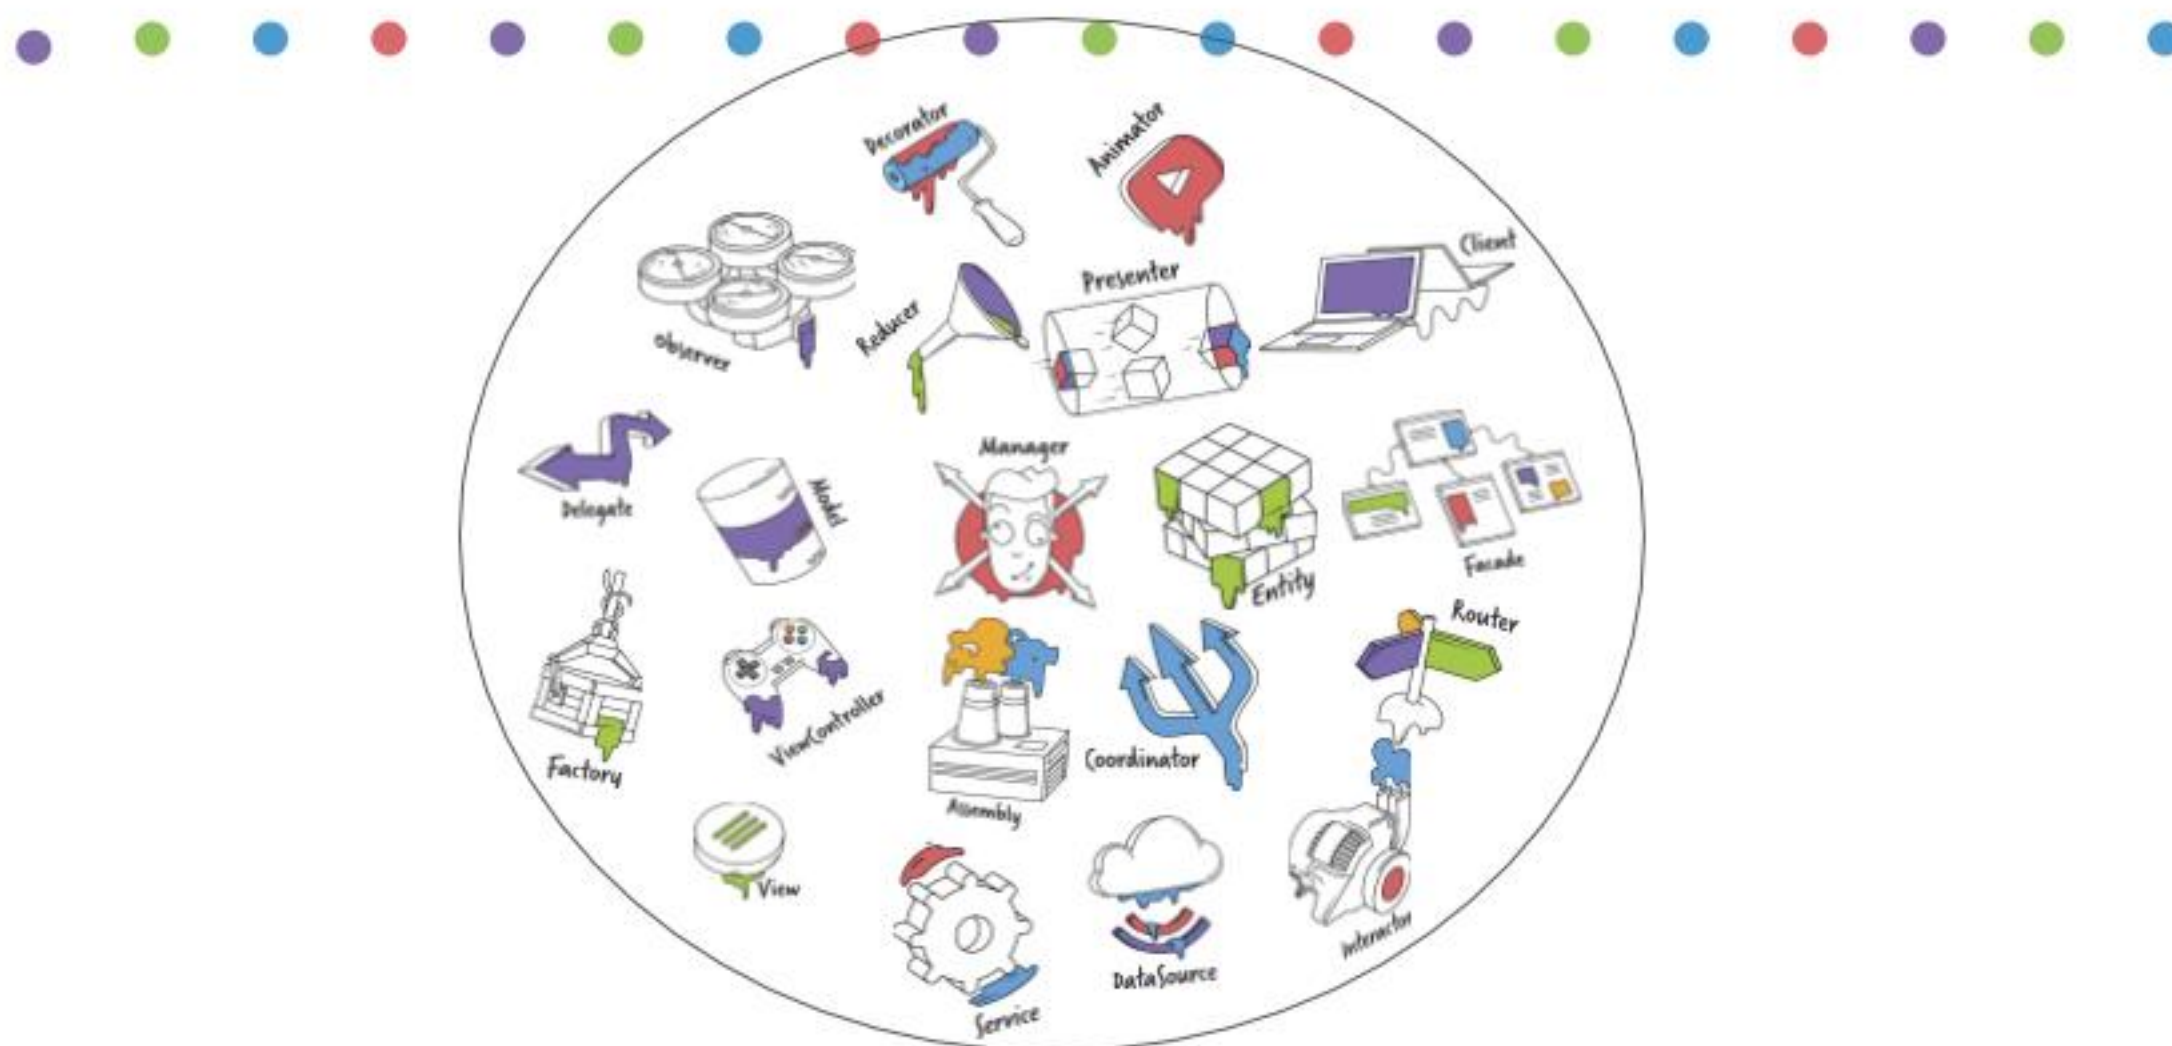 Decorator
Animator
Client
Presenter
Reducer
Observer
Manager
Model
Delegate
Facade
Entity
Router
ViewController
Factory
Coordinator
Assembly
View
Interactor
DataSource
Service